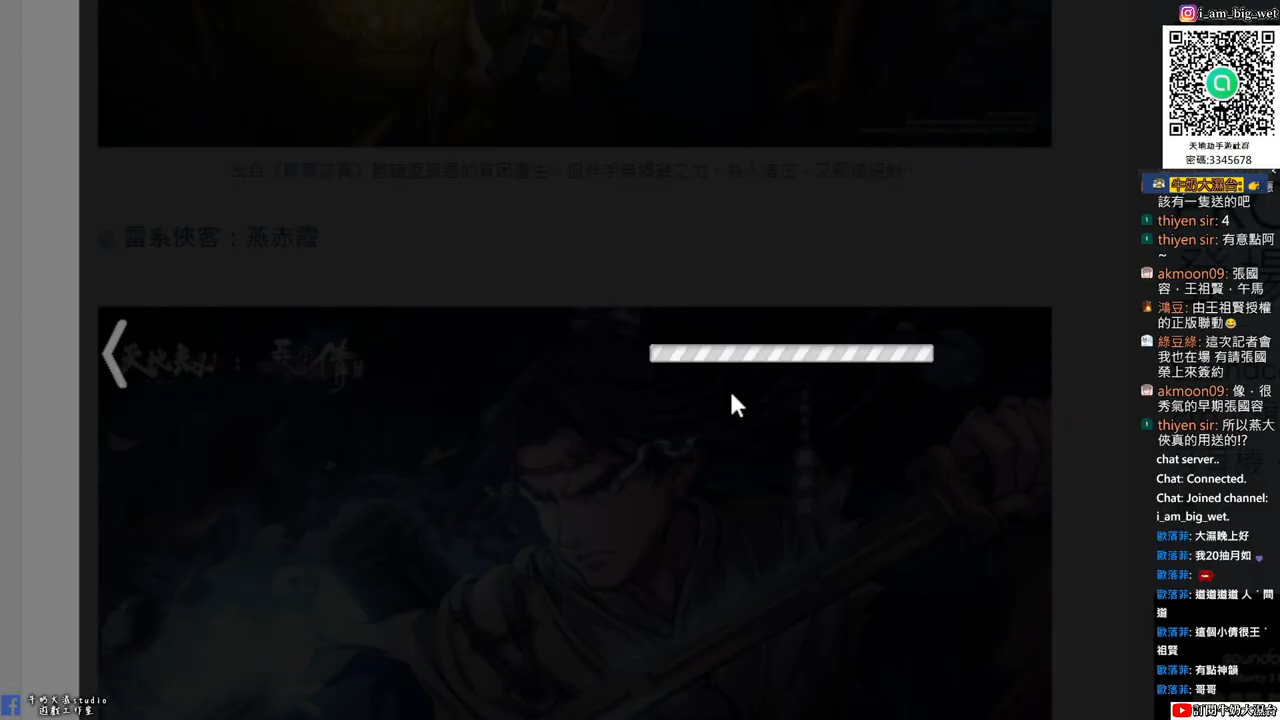 i_am_big_wet
天地劫手遊社群
密碼:3345678
牛奶大濕台:
該有一隻送的吧
thiyen sir: 4
thiyen sir: 有意點阿
~
akmoon09: 張國
容．王祖賢．午馬
鴻豆: 由王祖賢授權
的正版聯動😂
綠豆綠: 這次記者會
我也在場 有請張國
榮上來簽約
akmoon09: 像．很
秀氣的早期張國容
thiyen sir: 所以燕大
俠真的用送的!?
chat server..
Chat: Connected.
Chat: Joined channel:
i_am_big_wet.
歐落菲: 大濕晚上好
歐落菲: 我20抽月如
歐落菲:
歐落菲: 道道道道 人˙間
道
歐落菲: 這個小倩很王˙
祖賢
歐落菲: 有點神韻
歐落菲: 哥哥
訂閱牛奶大濕台
雷系俠客：燕赤霞
牛奶大濕studio
遊戲工作室